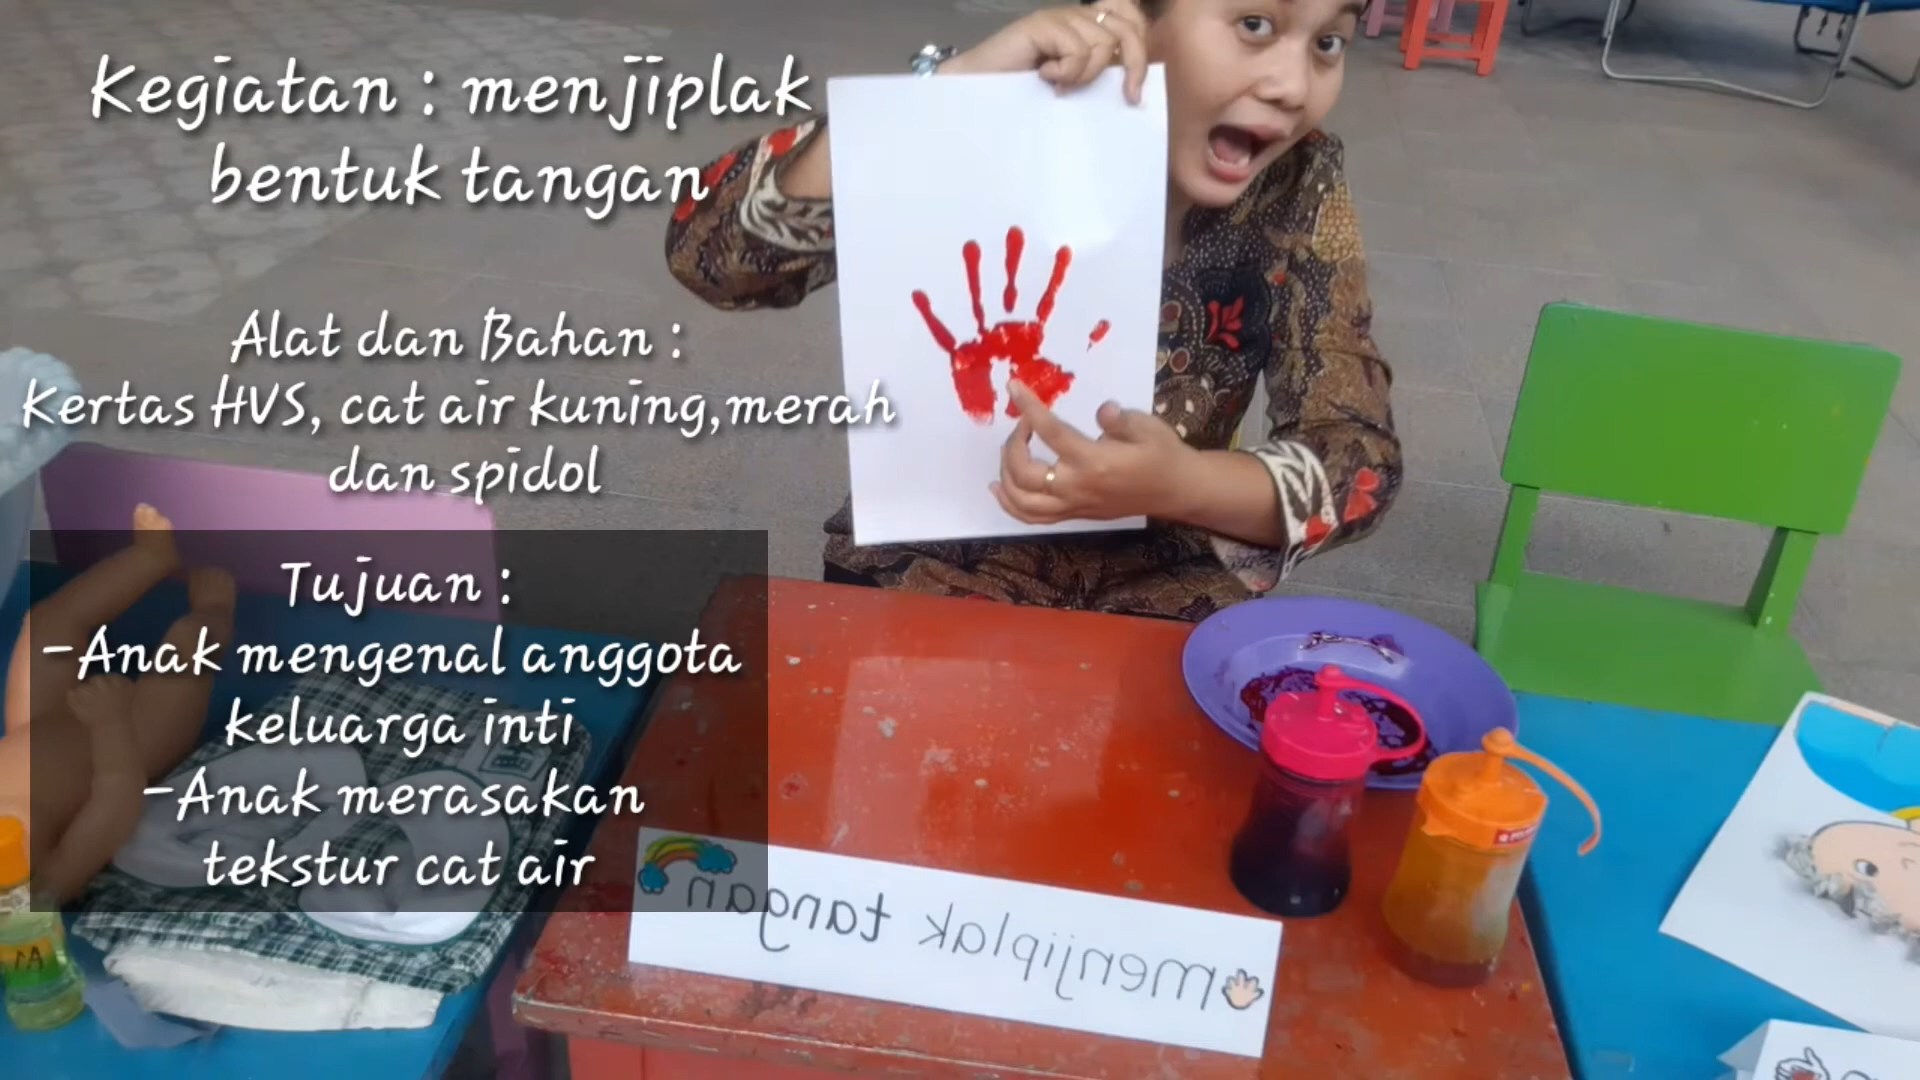 Kegiatan : menjiplak
bentuk tangan
Alat dan Bahan :
Kertas HVS, cat air kuning,merah
dan spidol
Tujuan :
-Anak mengenal anggota
keluarga inti
-Anak merasakan
tekstur cat air
menjiplak tangan